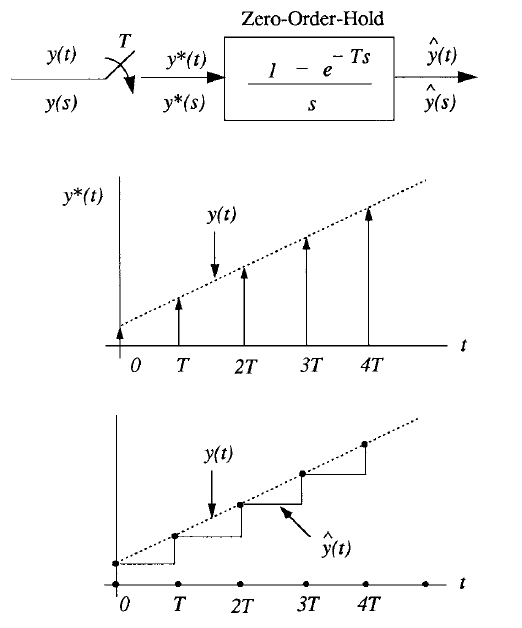 Zero-Order-Hold
y(t) T y*(t) 1 - e^-Ts ŷ(t)
y(s) y*(s) s ŷ(s)
y*(t)
y(t)
t
0 T 2T 3T 4T
y(t)
ŷ(t)
t
0 T 2T 3T 4T